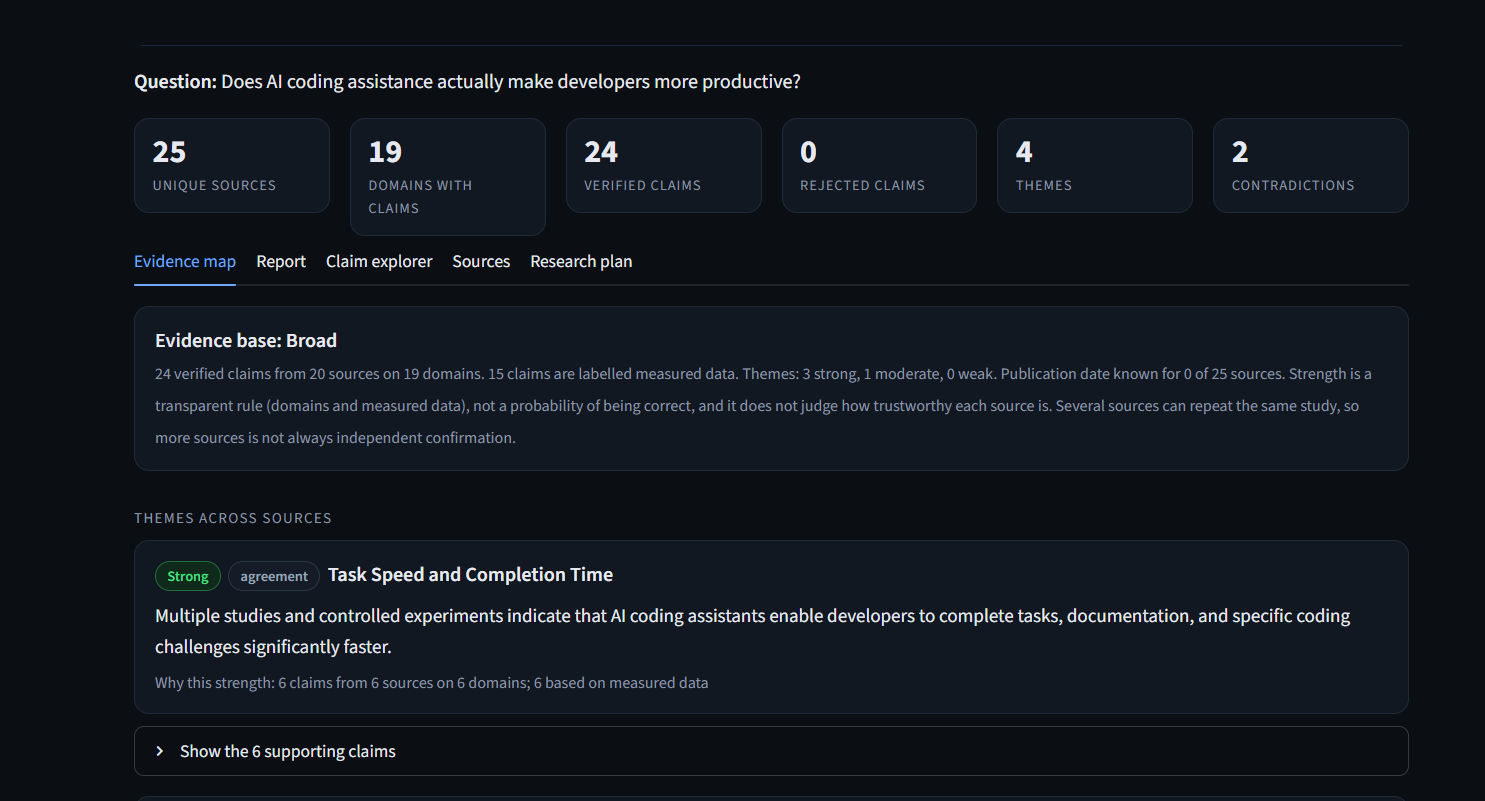 Question: Does AI coding assistance actually make developers more productive?
25
UNIQUE SOURCES
19
DOMAINS WITH
CLAIMS
24
VERIFIED CLAIMS
0
REJECTED CLAIMS
4
THEMES
2
CONTRADICTIONS
Evidence map Report Claim explorer Sources Research plan
Evidence base: Broad
24 verified claims from 20 sources on 19 domains. 15 claims are labelled measured data. Themes: 3 strong, 1 moderate, 0 weak. Publication date known for 0 of 25 sources. Strength is a
transparent rule (domains and measured data), not a probability of being correct, and it does not judge how trustworthy each source is. Several sources can repeat the same study, so
more sources is not always independent confirmation.
THEMES ACROSS SOURCES
Strong agreement Task Speed and Completion Time
Multiple studies and controlled experiments indicate that AI coding assistants enable developers to complete tasks, documentation, and specific coding
challenges significantly faster.
Why this strength: 6 claims from 6 sources on 6 domains; 6 based on measured data
Show the 6 supporting claims